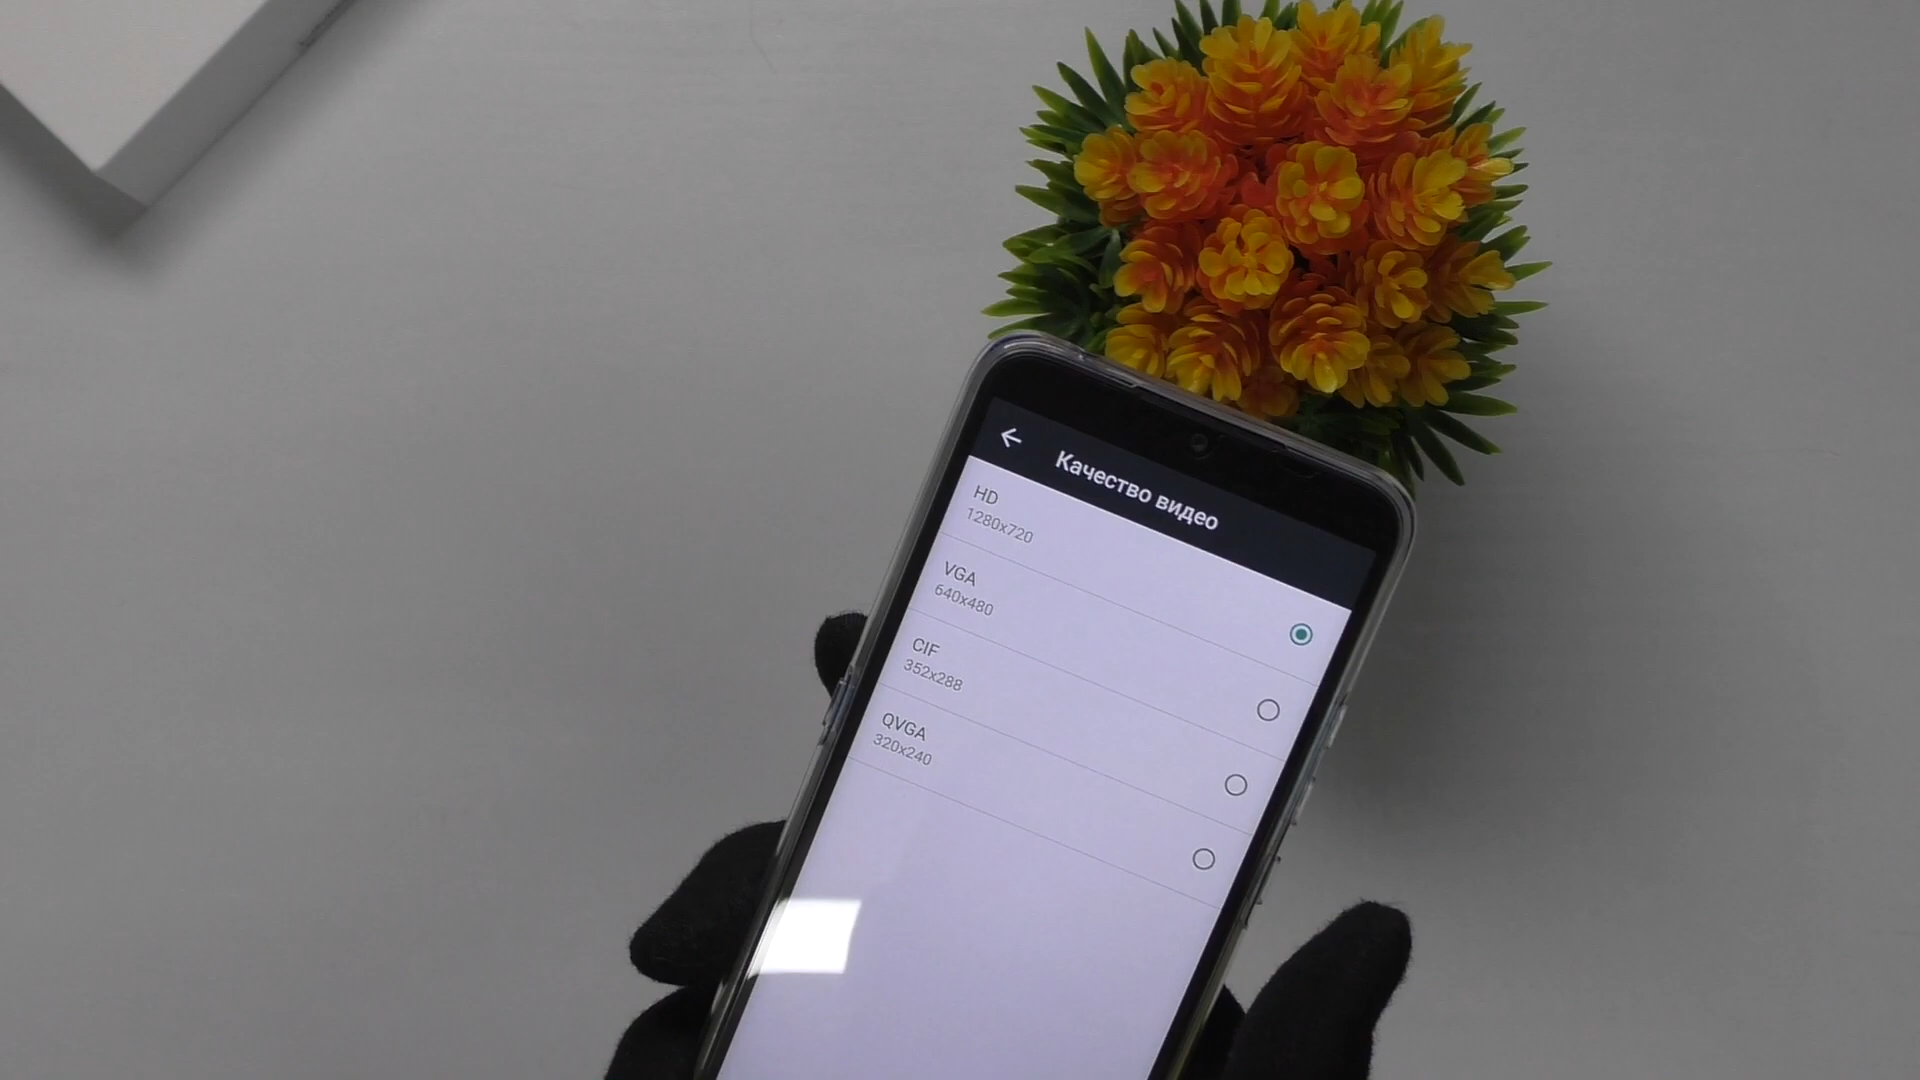 Качество видео
HD
1280x720
VGA
640x480
CIF
352x288
QVGA
320x240